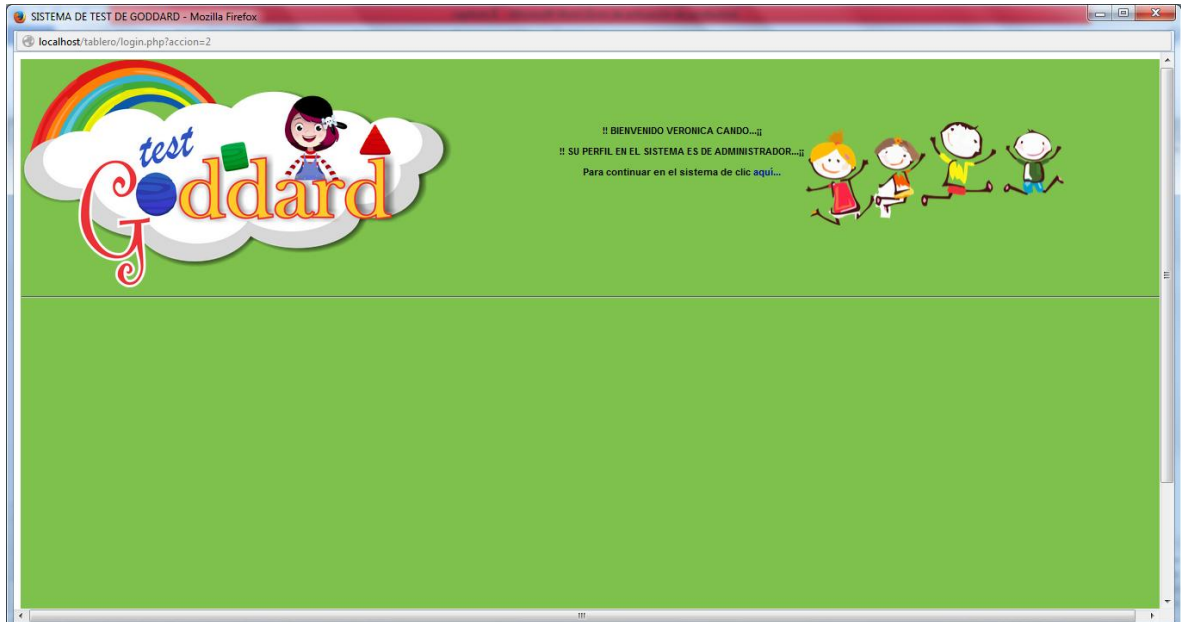 SISTEMA DE TEST DE GODDARD - Mozilla Firefox
localhost/tablero/login.php?accion=2
test
Goddard
!! BIENVENIDO VERONICA CANDO...¡¡
!! SU PERFIL EN EL SISTEMA ES DE ADMINISTRADOR...¡¡
Para continuar en el sistema de clic aquí...